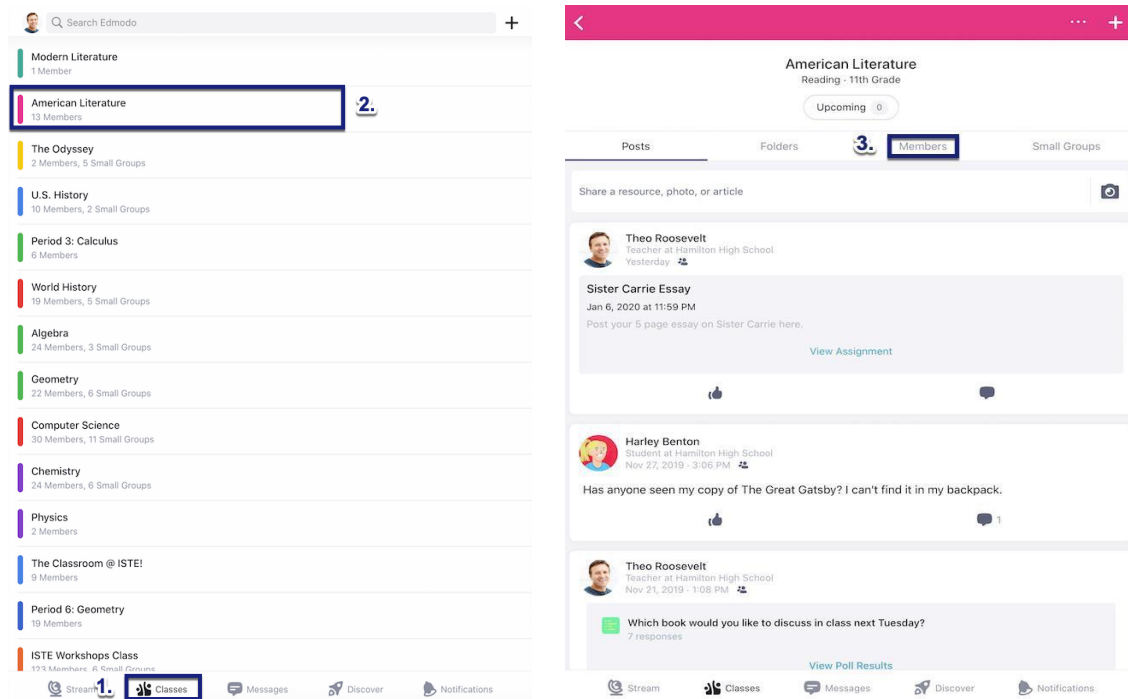 Search Edmodo
Modern Literature
1 Member
American Literature
13 Members
2.
The Odyssey
2 Members, 5 Small Groups
U.S. History
10 Members, 2 Small Groups
Period 3: Calculus
6 Members
World History
19 Members, 5 Small Groups
Algebra
24 Members, 3 Small Groups
Geometry
22 Members, 6 Small Groups
Computer Science
30 Members, 11 Small Groups
Chemistry
24 Members, 6 Small Groups
Physics
2 Members
The Classroom @ ISTE!
9 Members
Period 6: Geometry
19 Members
ISTE Workshops Class
123 Members, 6 Small Groups
Stream 1. Classes Messages Discover Notifications
American Literature
Reading · 11th Grade
Upcoming 0
Posts Folders 3. Members Small Groups
Share a resource, photo, or article
Theo Roosevelt
Teacher at Hamilton High School
Yesterday
Sister Carrie Essay
Jan 6, 2020 at 11:59 PM
Post your 5 page essay on Sister Carrie here.
View Assignment
Harley Benton
Student at Hamilton High School
Nov 27, 2019 · 3:06 PM
Has anyone seen my copy of The Great Gatsby? I can't find it in my backpack.
1
Theo Roosevelt
Teacher at Hamilton High School
Nov 21, 2019 · 1:08 PM
Which book would you like to discuss in class next Tuesday?
7 responses
View Poll Results
Stream Classes Messages Discover Notifications